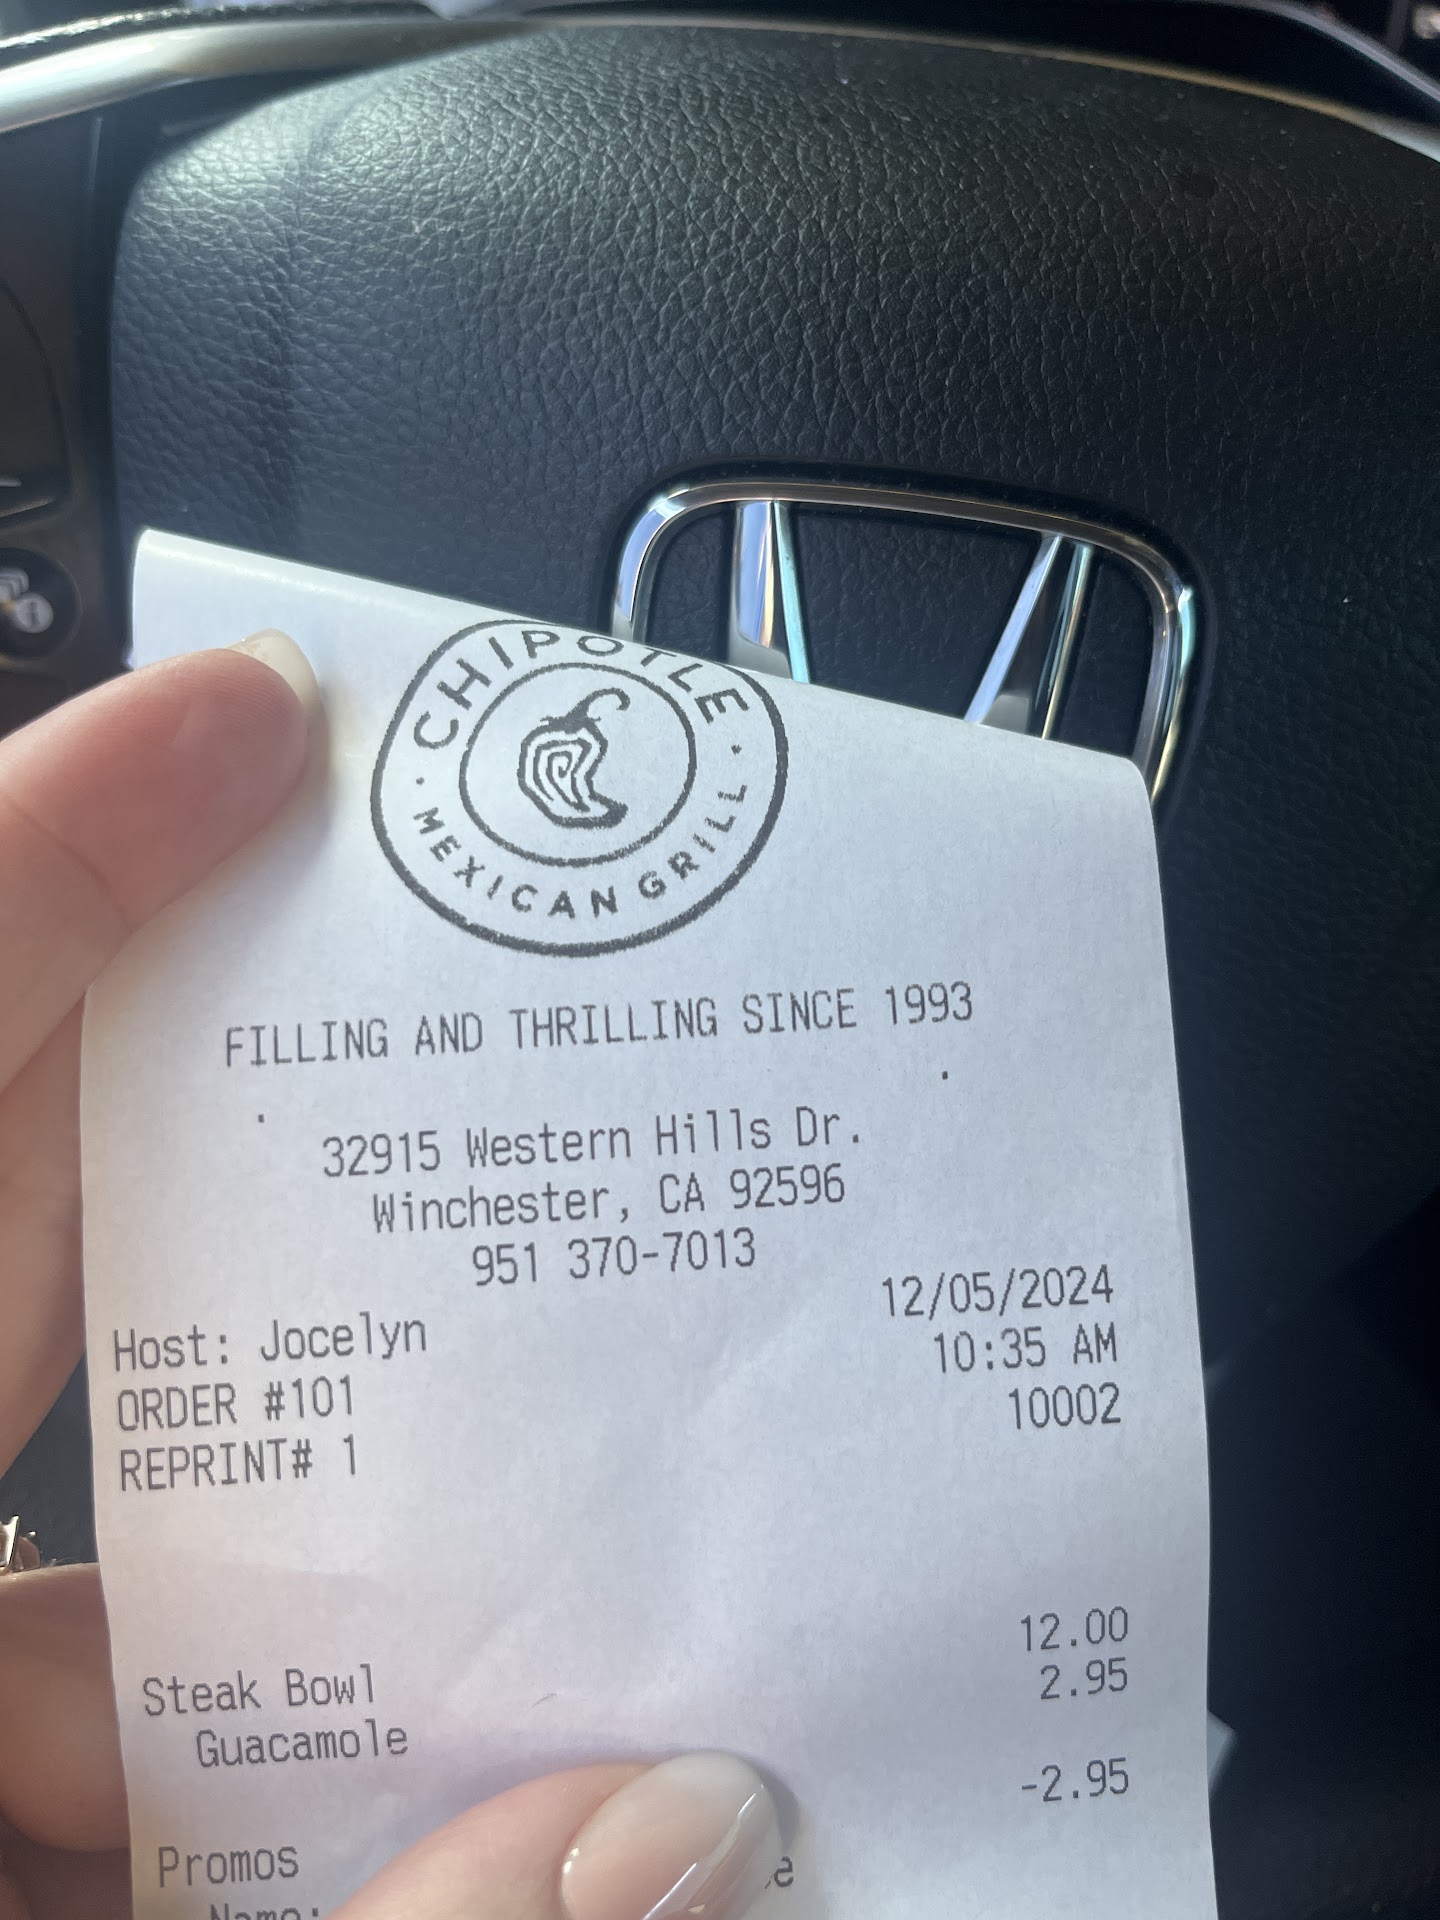 CHIPOTLE
MEXICAN GRILL
FILLING AND THRILLING SINCE 1993
32915 Western Hills Dr.
Winchester, CA 92596
951 370-7013
12/05/2024
Host: Jocelyn 10:35 AM
ORDER #101 10002
REPRINT# 1
Steak Bowl 12.00
Guacamole 2.95
Promos -2.95
Name: